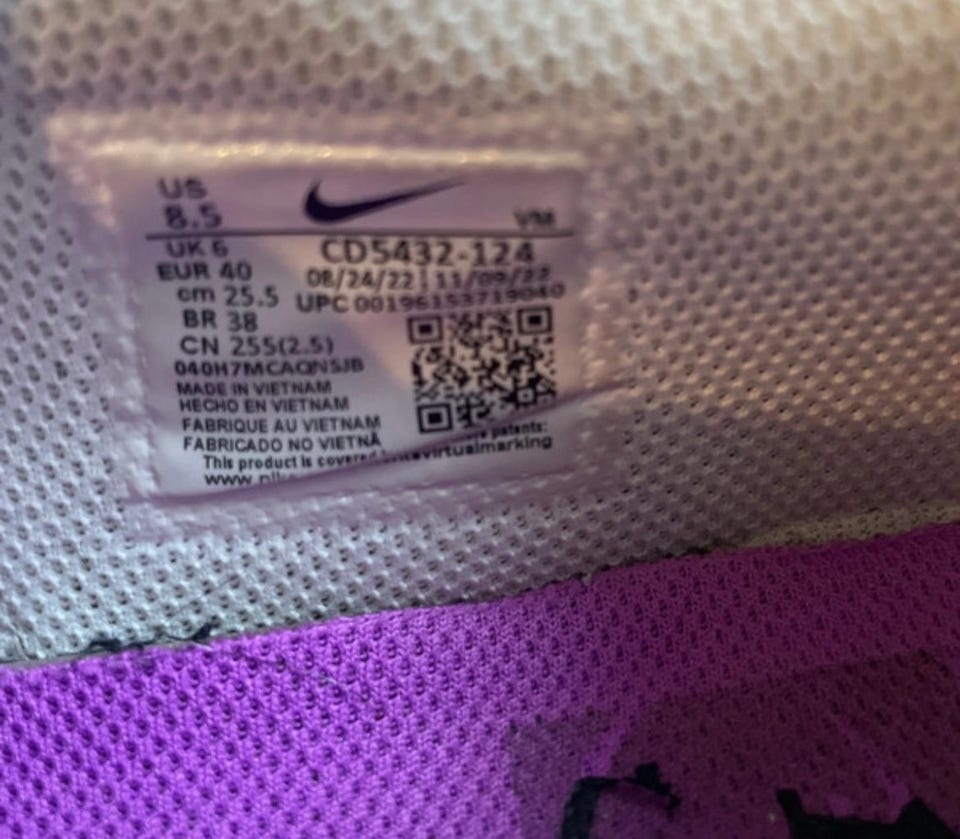 US
8.5
VM
UK 6
CD5432-124
EUR 40
08/24/22 | 11/09/22
cm 25.5
UPC 00196153719040
BR 38
CN 255(2.5)
040H7MCAQNSJB
MADE IN VIETNAM
HECHO EN VIETNAM
FABRIQUE AU VIETNAM
FABRICADO NO VIETNÃ
This product is covered patents: